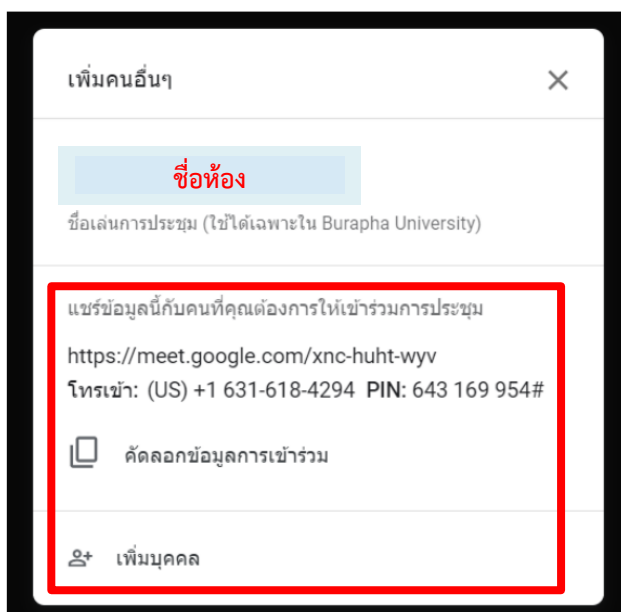 เพิ่มคนอื่นๆ
ชื่อห้อง
ชื่อเล่นการประชุม (ใช้ได้เฉพาะใน Burapha University)
แชร์ข้อมูลนี้กับคนที่คุณต้องการให้เข้าร่วมการประชุม
https://meet.google.com/xnc-huht-wyv
โทรเข้า: (US) +1 631-618-4294 PIN: 643 169 954#
คัดลอกข้อมูลการเข้าร่วม
เพิ่มบุคคล